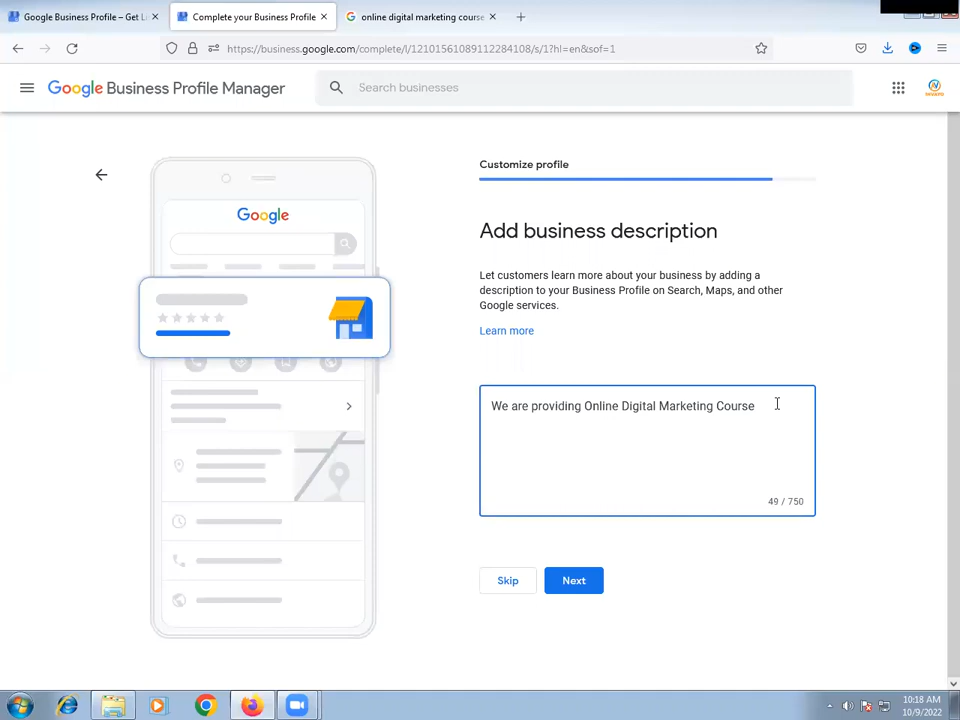 Google Business Profile – Get Li
Complete your Business Profile
online digital marketing course
https://business.google.com/complete/l/12101561089112284108/s/1?hl=en&sof=1
Google Business Profile Manager
Search businesses
Customize profile
Google
Add business description
Let customers learn more about your business by adding a
description to your Business Profile on Search, Maps, and other
Google services.
Learn more
We are providing Online Digital Marketing Course
49 / 750
Skip
Next
10:18 AM
10/9/2022